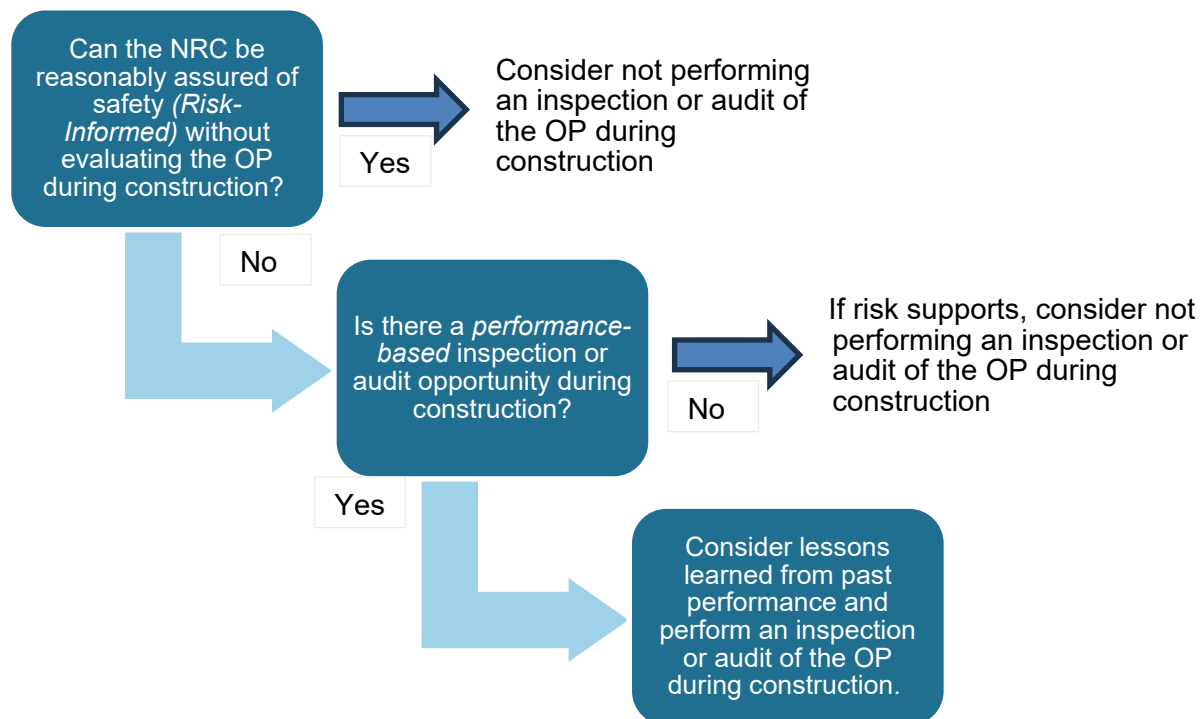 Can the NRC be
reasonably assured of
safety (Risk-
Informed) without
evaluating the OP
during construction?
Yes
Consider not performing
an inspection or audit of
the OP during
construction
No
Is there a performance-
based inspection or
audit opportunity during
construction?
No
If risk supports, consider not
performing an inspection or
audit of the OP during
construction
Yes
Consider lessons
learned from past
performance and
perform an inspection
or audit of the OP
during construction.